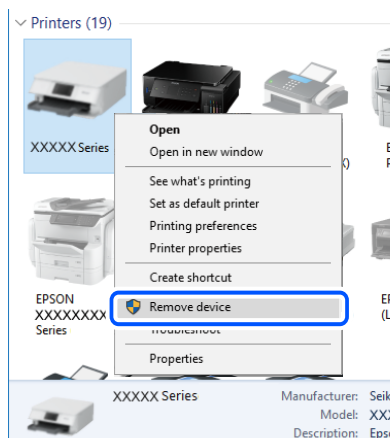 Printers (19)
XXXXX Series
Open
Open in new window
See what's printing
Set as default printer
Printing preferences
Printer properties
Create shortcut
Remove device
Troubleshoot
Properties
EPSON
XXXXXXXX
Series
XXXXX Series
Manufacturer:
Model:
Description: